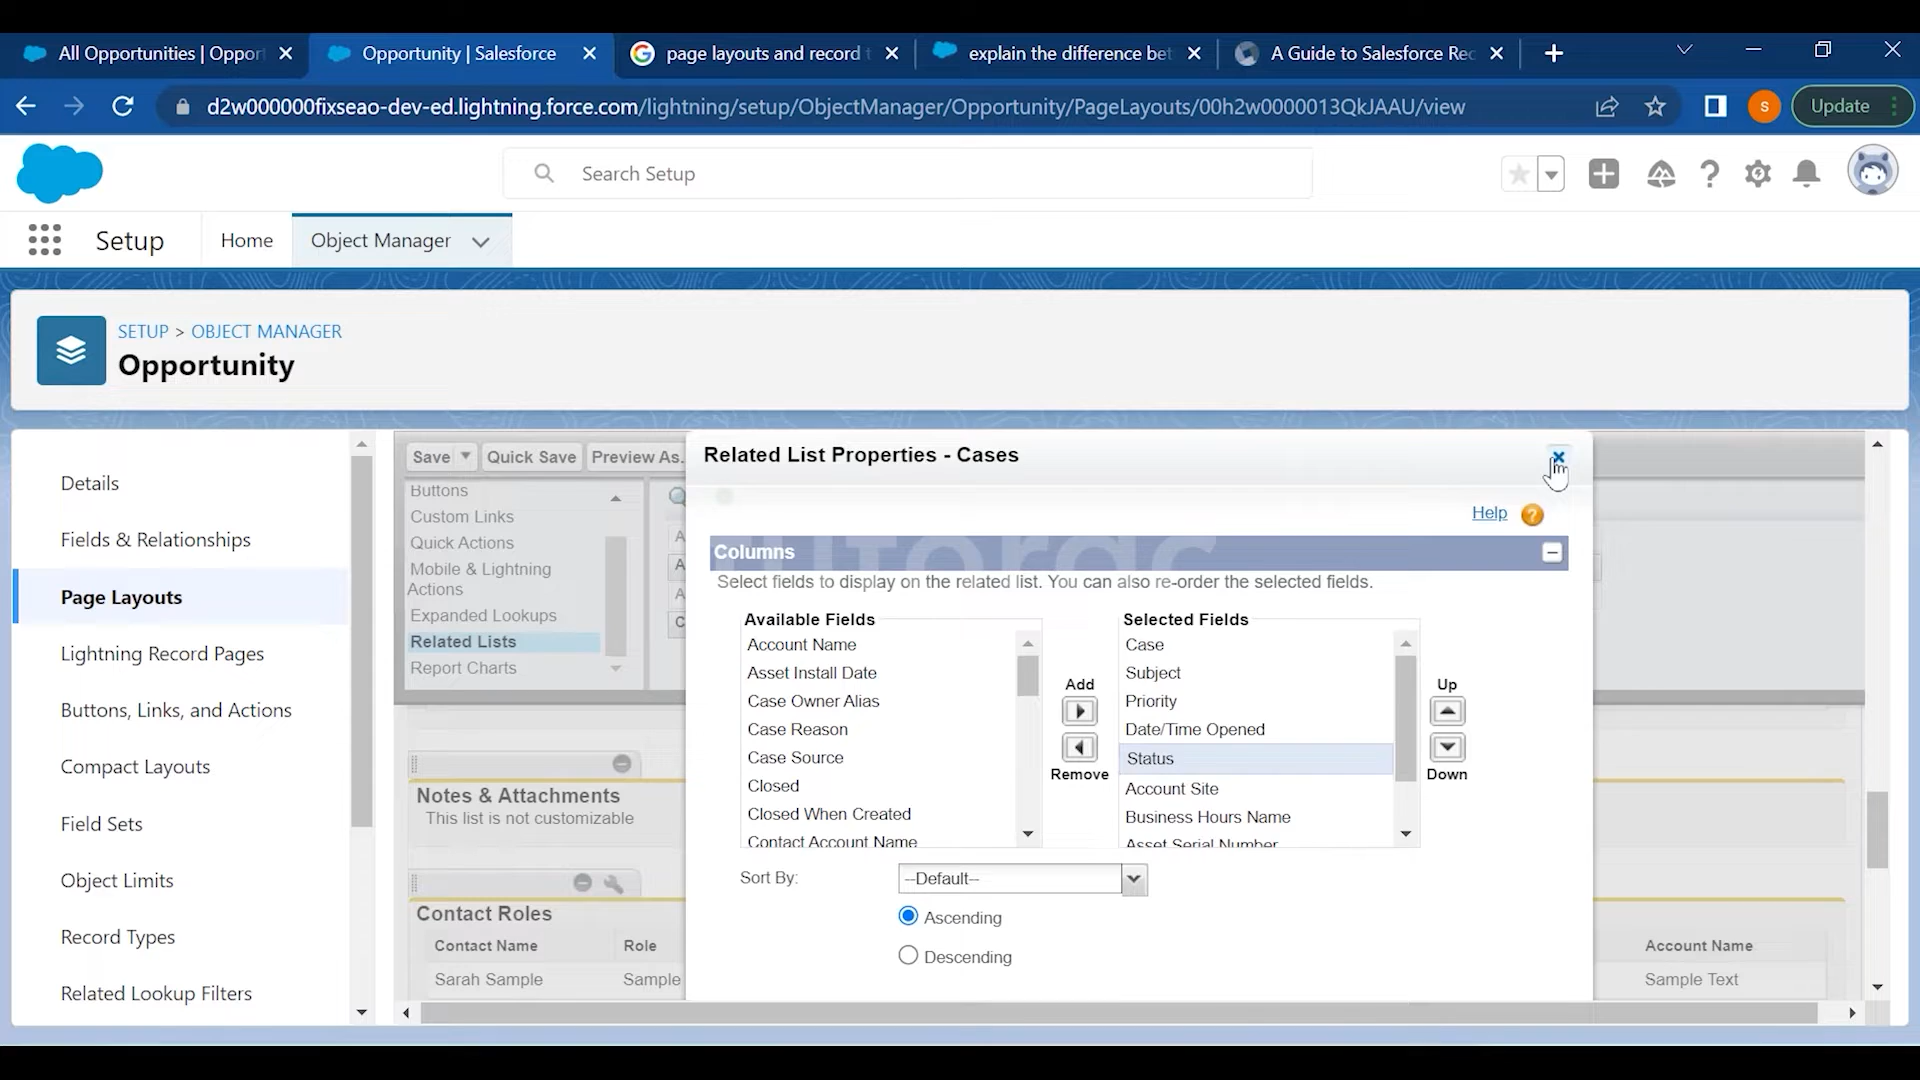 All Opportunities | Oppor
Opportunity | Salesforce
page layouts and record t
explain the difference bet
A Guide to Salesforce Rec
d2w000000fixseao-dev-ed.lightning.force.com/lightning/setup/ObjectManager/Opportunity/PageLayouts/00h2w0000013QkJAAU/view
S
Update
Search Setup
Setup
Home
Object Manager
SETUP > OBJECT MANAGER
Opportunity
Details
Fields & Relationships
Page Layouts
Lightning Record Pages
Buttons, Links, and Actions
Compact Layouts
Field Sets
Object Limits
Record Types
Related Lookup Filters
Save
Quick Save
Preview As.
Buttons
Custom Links
Quick Actions
Mobile & Lightning
Actions
Expanded Lookups
Related Lists
Report Charts
A
A
A
C
Notes & Attachments
This list is not customizable
Contact Roles
Contact Name
Role
Account Name
Sarah Sample
Sample
Sample Text
Related List Properties - Cases
Help
Columns
Select fields to display on the related list. You can also re-order the selected fields.
Available Fields
Account Name
Asset Install Date
Case Owner Alias
Case Reason
Case Source
Closed
Closed When Created
Contact Account Name
Add
Remove
Selected Fields
Case
Subject
Priority
Date/Time Opened
Status
Account Site
Business Hours Name
Asset Serial Number
Up
Down
Sort By:
--Default--
Ascending
Descending